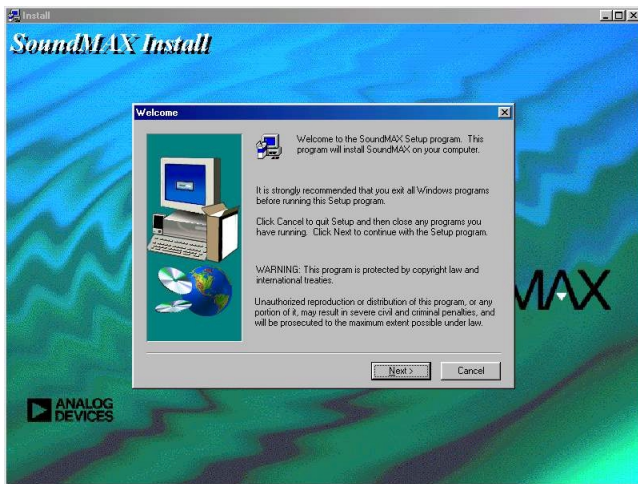 Install
SoundMAX Install
Welcome
Welcome to the SoundMAX Setup program. This
program will install SoundMAX on your computer.
It is strongly recommended that you exit all Windows programs
before running this Setup program.
Click Cancel to quit Setup and then close any programs you
have running. Click Next to continue with the Setup program.
WARNING: This program is protected by copyright law and
international treaties.
Unauthorized reproduction or distribution of this program, or any
portion of it, may result in severe civil and criminal penalties, and
will be prosecuted to the maximum extent possible under law.
MAX
Next >
Cancel
ANALOG
DEVICES